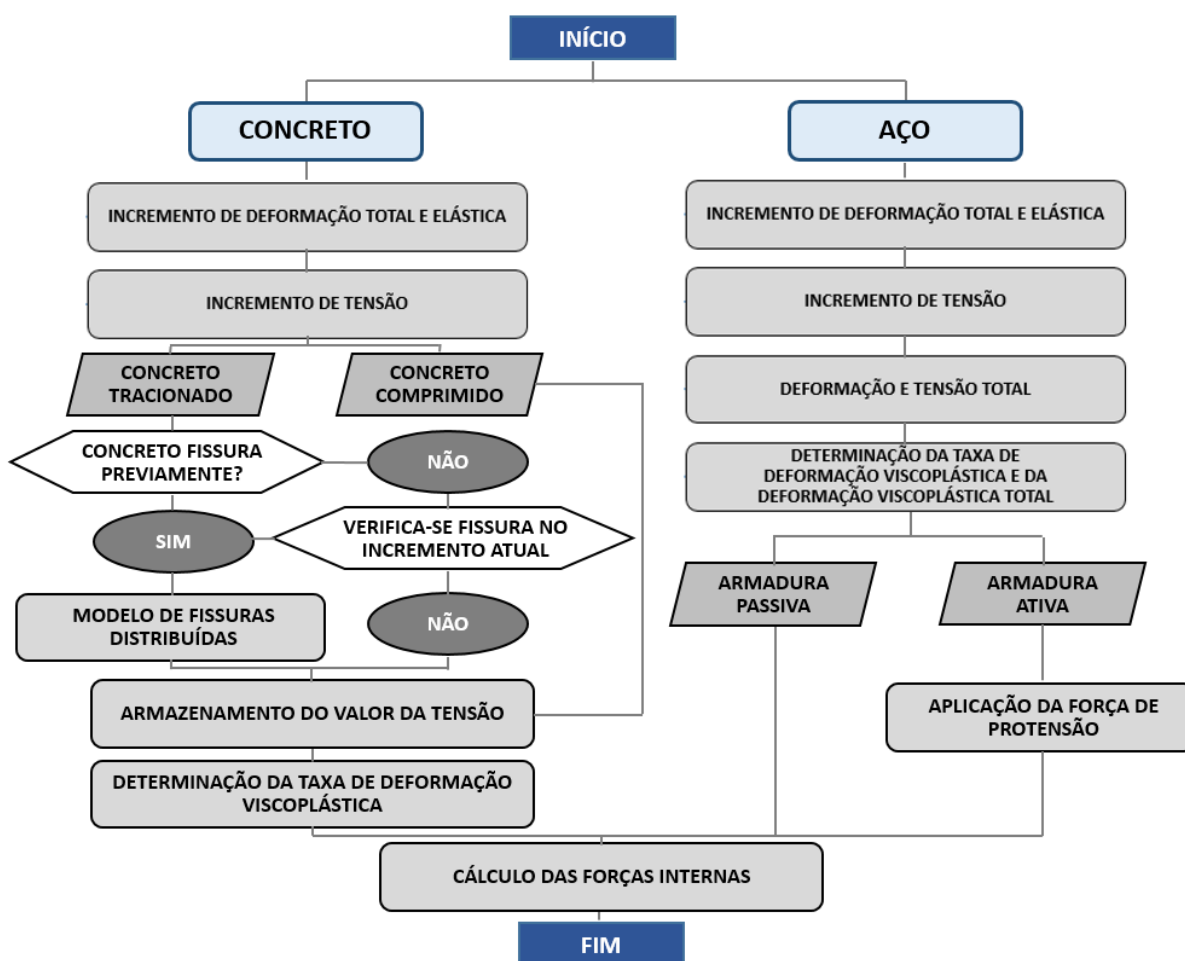 INÍCIO
CONCRETO
AÇO
INCREMENTO DE DEFORMAÇÃO TOTAL E ELÁSTICA
INCREMENTO DE DEFORMAÇÃO TOTAL E ELÁSTICA
INCREMENTO DE TENSÃO
INCREMENTO DE TENSÃO
CONCRETO
TRACIONADO
CONCRETO
COMPRIMIDO
DEFORMAÇÃO E TENSÃO TOTAL
CONCRETO FISSURA
PREVIAMENTE?
NÃO
DETERMINAÇÃO DA TAXA DE
DEFORMAÇÃO VISCOPLÁSTICA E DA
DEFORMAÇÃO VISCOPLÁSTICA TOTAL
SIM
VERIFICA-SE FISSURA NO
INCREMENTO ATUAL
ARMADURA
PASSIVA
ARMADURA
ATIVA
MODELO DE FISSURAS
DISTRIBUÍDAS
NÃO
ARMAZENAMENTO DO VALOR DA TENSÃO
APLICAÇÃO DA FORÇA DE
PROTENSÃO
DETERMINAÇÃO DA TAXA DE DEFORMAÇÃO
VISCOPLÁSTICA
CÁLCULO DAS FORÇAS INTERNAS
FIM